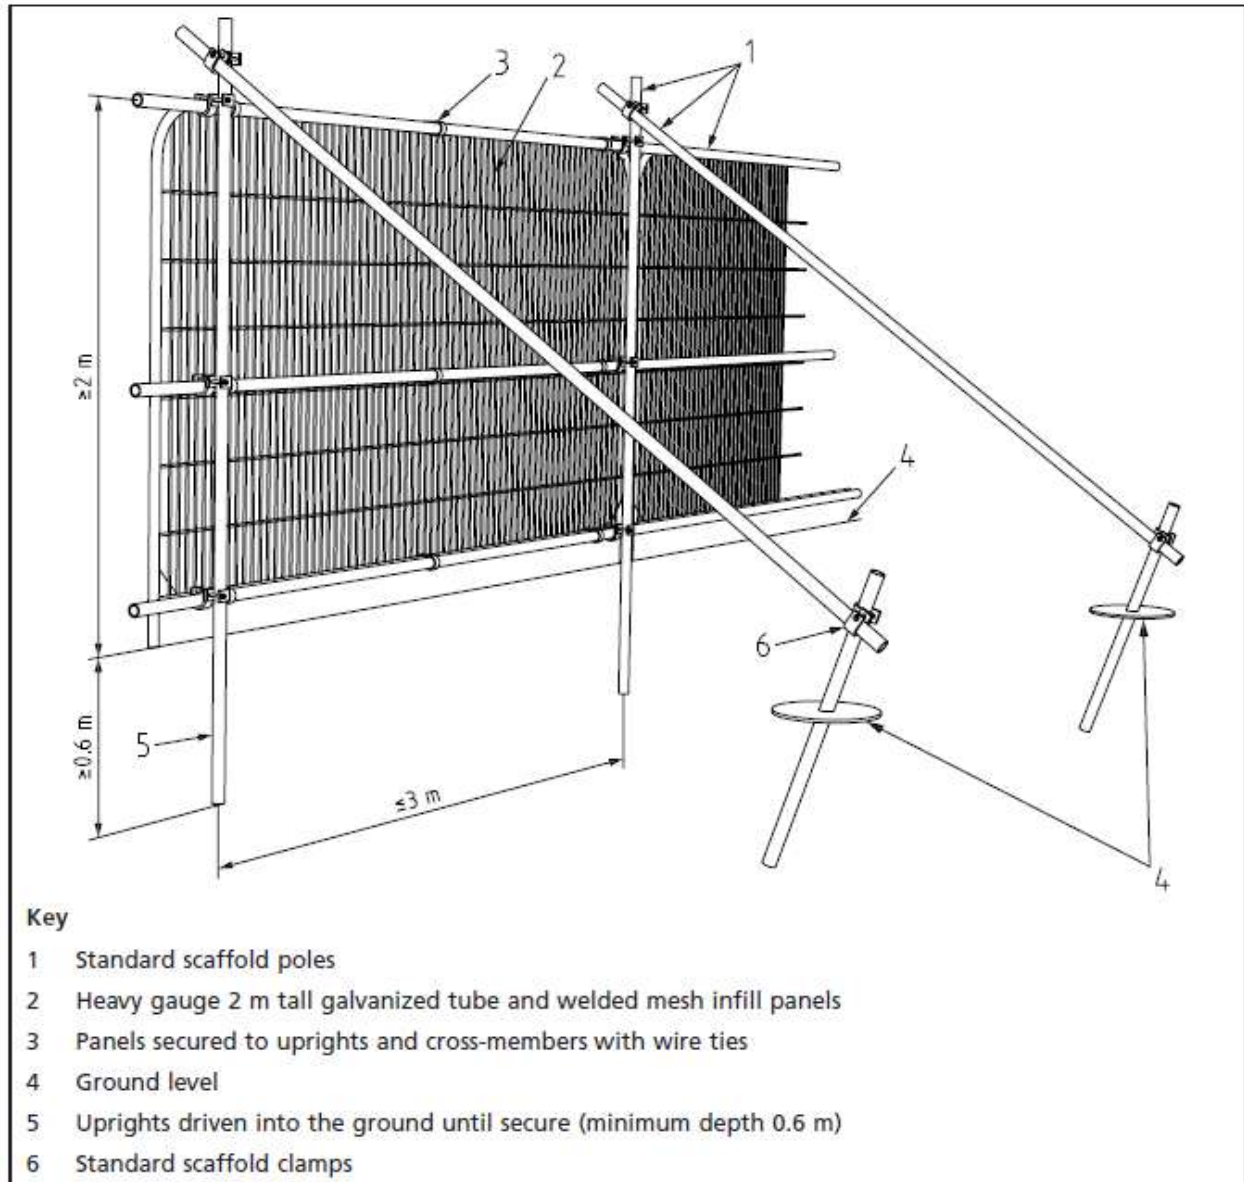 1
3
2
≥2 m
4
6
5
≥0.6 m
≤3 m
4
Key
1 Standard scaffold poles
2 Heavy gauge 2 m tall galvanized tube and welded mesh infill panels
3 Panels secured to uprights and cross-members with wire ties
4 Ground level
5 Uprights driven into the ground until secure (minimum depth 0.6 m)
6 Standard scaffold clamps